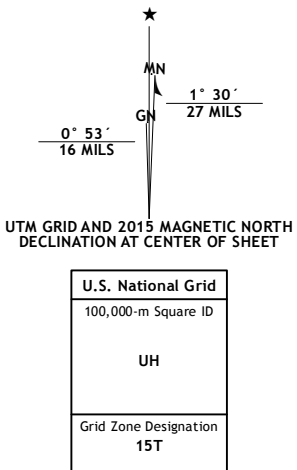 ★
MN
1° 30´
27 MILS
GN
0° 53´
16 MILS
UTM GRID AND 2015 MAGNETIC NORTH
DECLINATION AT CENTER OF SHEET
U.S. National Grid
100,000-m Square ID
UH
Grid Zone Designation
15T